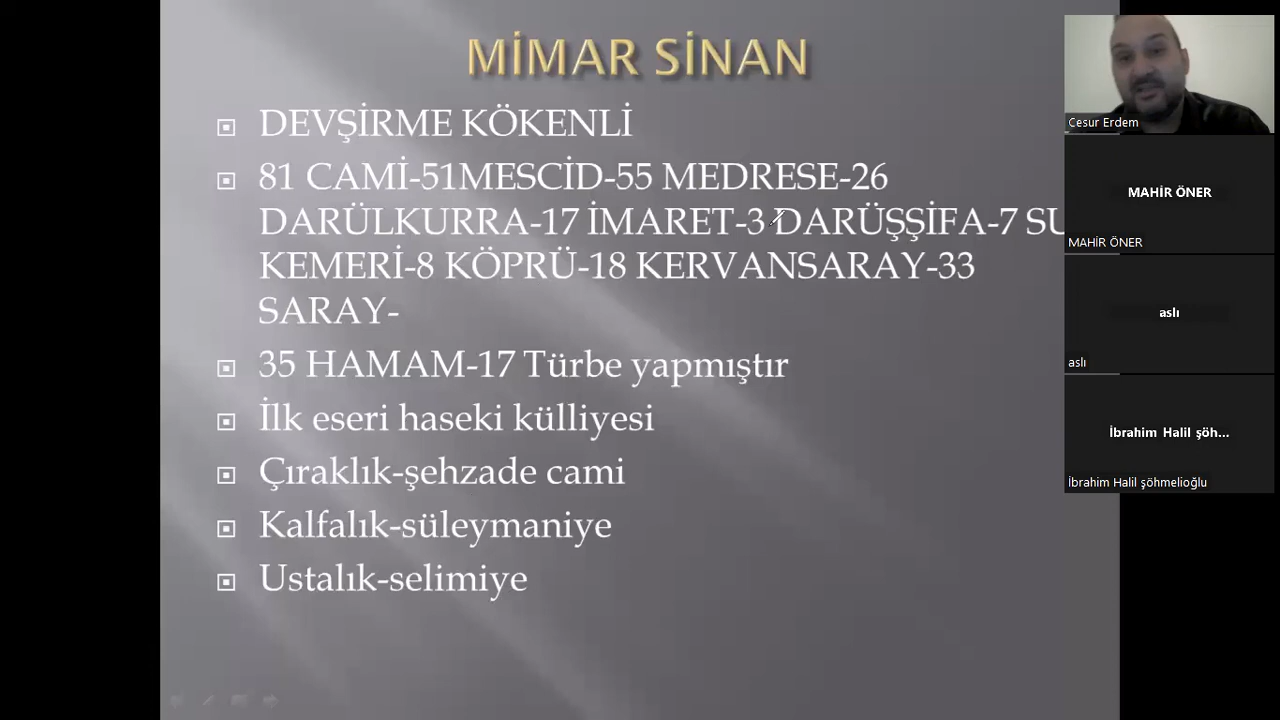 MİMAR SİNAN
DEVŞİRME KÖKENLİ
81 CAMİ-51MESCİD-55 MEDRESE-26
DARÜLKURRA-17 İMARET-3 DARÜŞŞİFA-7 SU
KEMERİ-8 KÖPRÜ-18 KERVANSARAY-33
SARAY-
35 HAMAM-17 Türbe yapmıştır
İlk eseri haseki külliyesi
Çıraklık-şehzade cami
Kalfalık-süleymaniye
Ustalık-selimiye
Cesur Erdem
MAHİR ÖNER
MAHİR ÖNER
aslı
aslı
İbrahim Halil şöh...
İbrahim Halil şöhmelioğlu